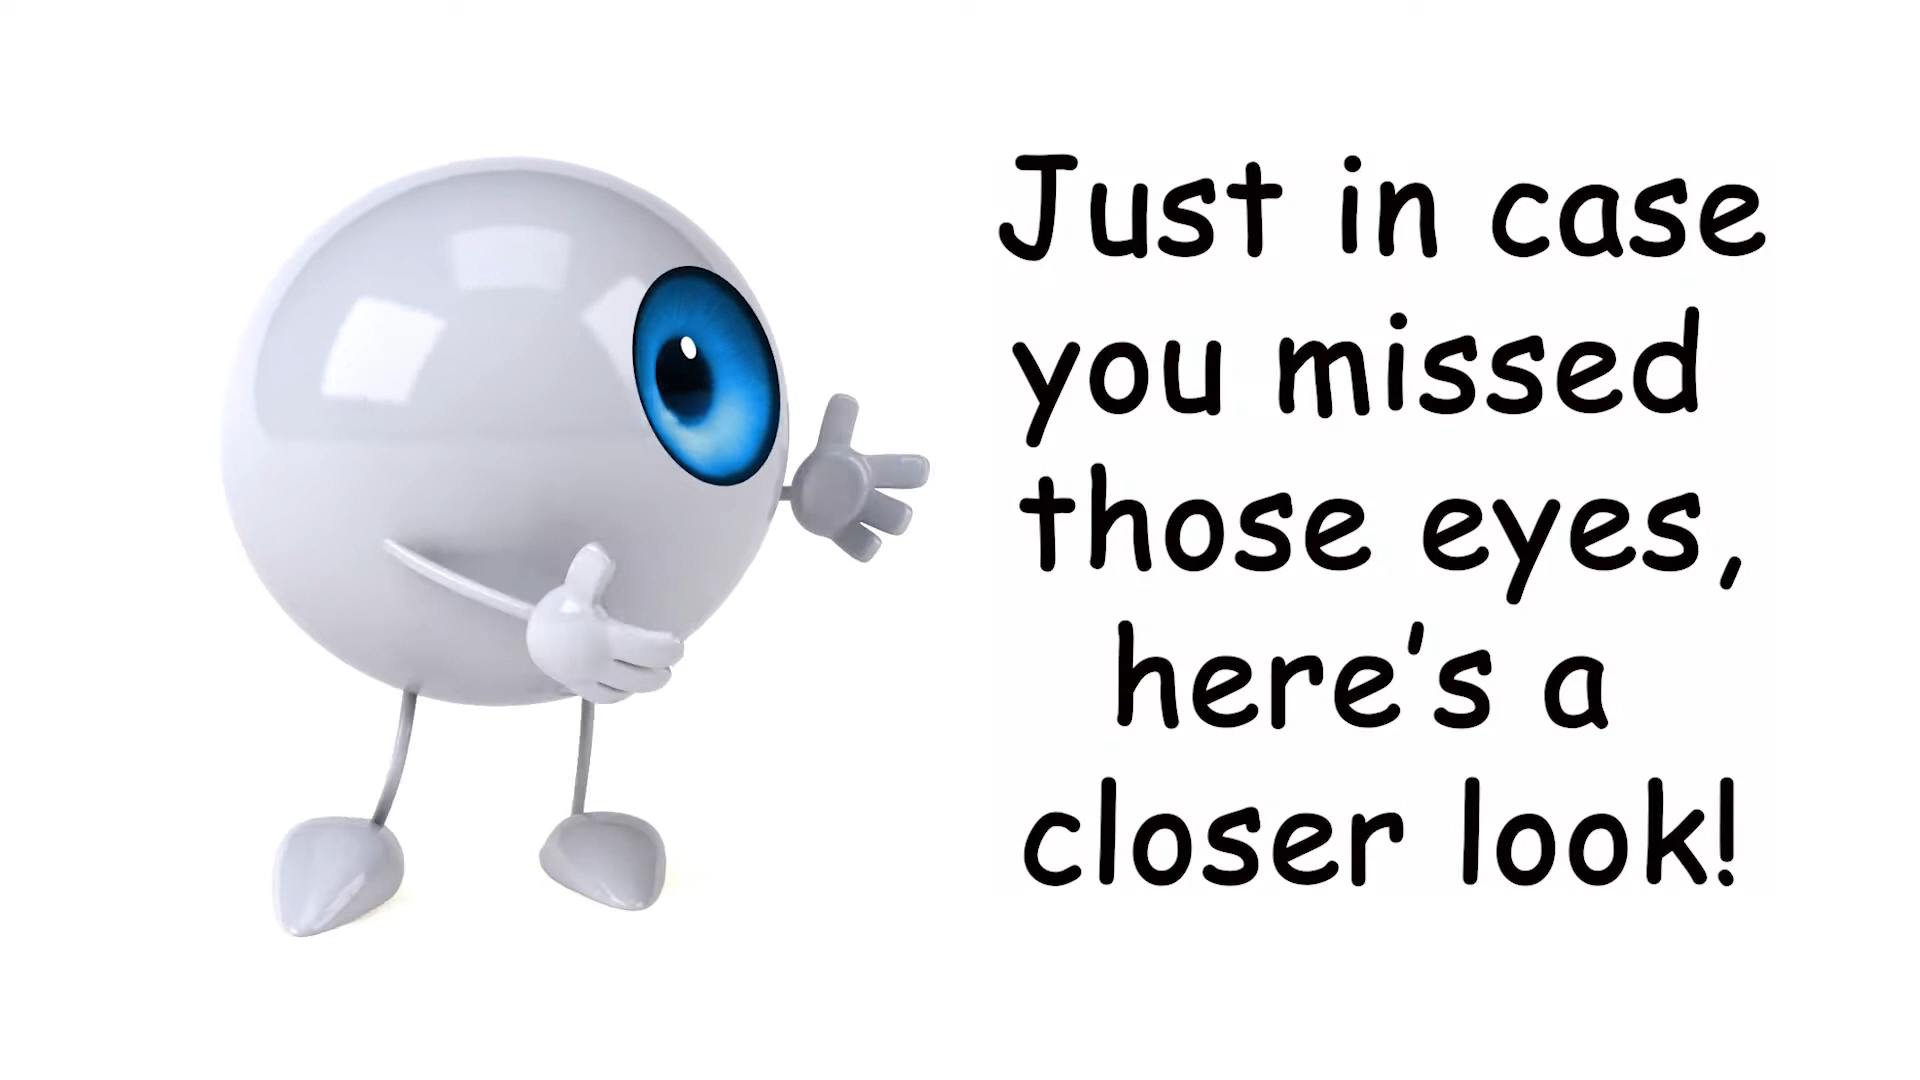 Just in case
you missed
those eyes,
here’s a
closer look!